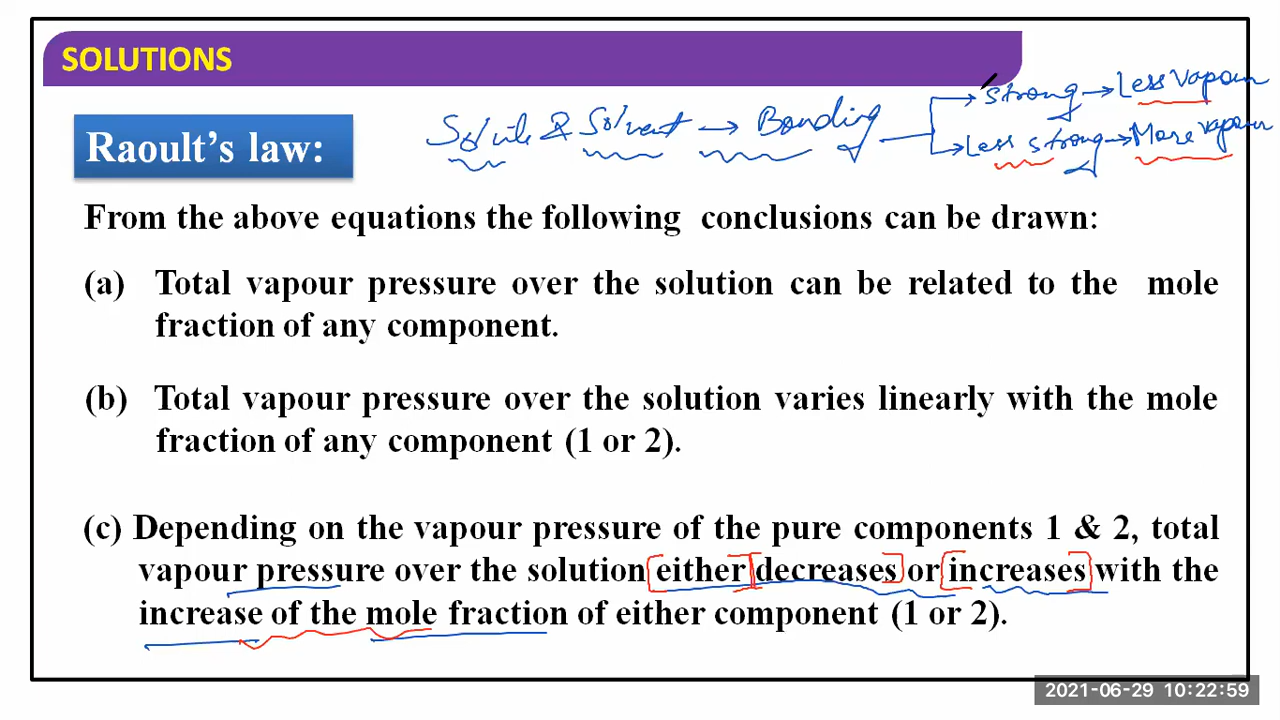 SOLUTIONS
Strong → Less Vapour
Raoult's law: Solute & Solvent → Bonding
Less strong → More vapour
From the above equations the following conclusions can be drawn:
(a) Total vapour pressure over the solution can be related to the mole
fraction of any component.
(b) Total vapour pressure over the solution varies linearly with the mole
fraction of any component (1 or 2).
(c) Depending on the vapour pressure of the pure components 1 & 2, total
vapour pressure over the solution either decreases or increases with the
increase of the mole fraction of either component (1 or 2).
2021-06-29 10:22:59